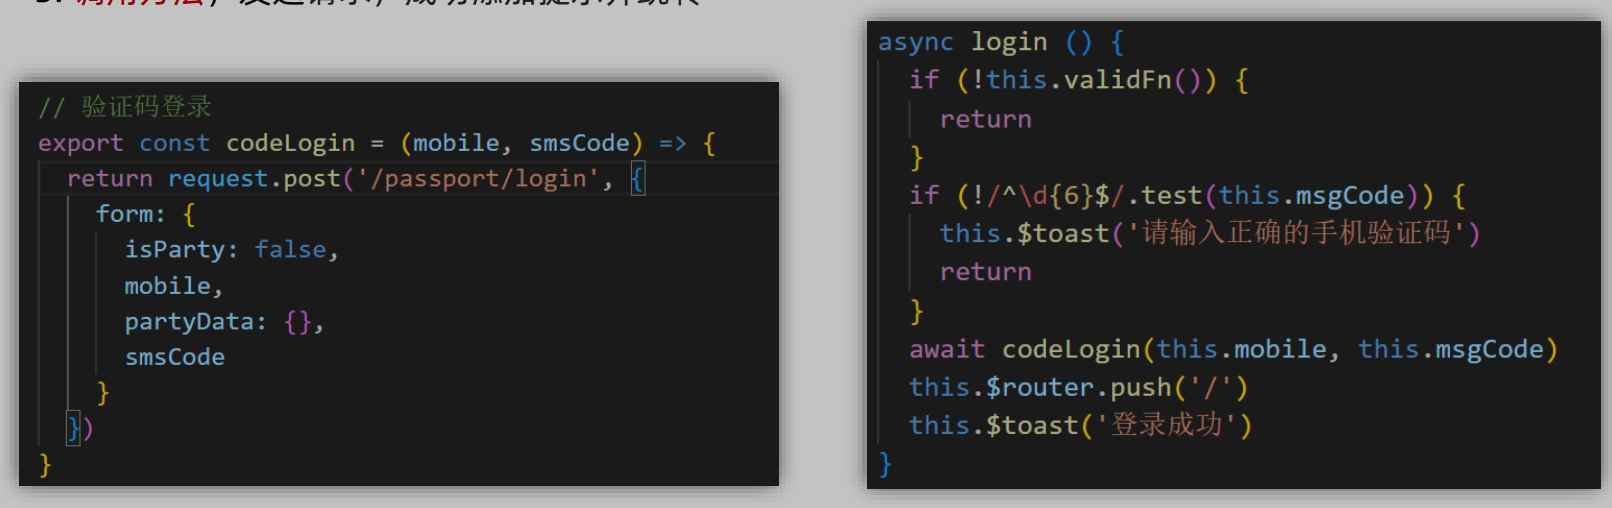 // 验证码登录
export const codeLogin = (mobile, smsCode) => {
  return request.post('/passport/login', {
    form: {
      isParty: false,
      mobile,
      partyData: {},
      smsCode
    }
  })
}
async login () {
  if (!this.validFn()) {
    return
  }
  if (!/^\d{6}$/.test(this.msgCode)) {
    this.$toast('请输入正确的手机验证码')
    return
  }
  await codeLogin(this.mobile, this.msgCode)
  this.$router.push('/')
  this.$toast('登录成功')
}